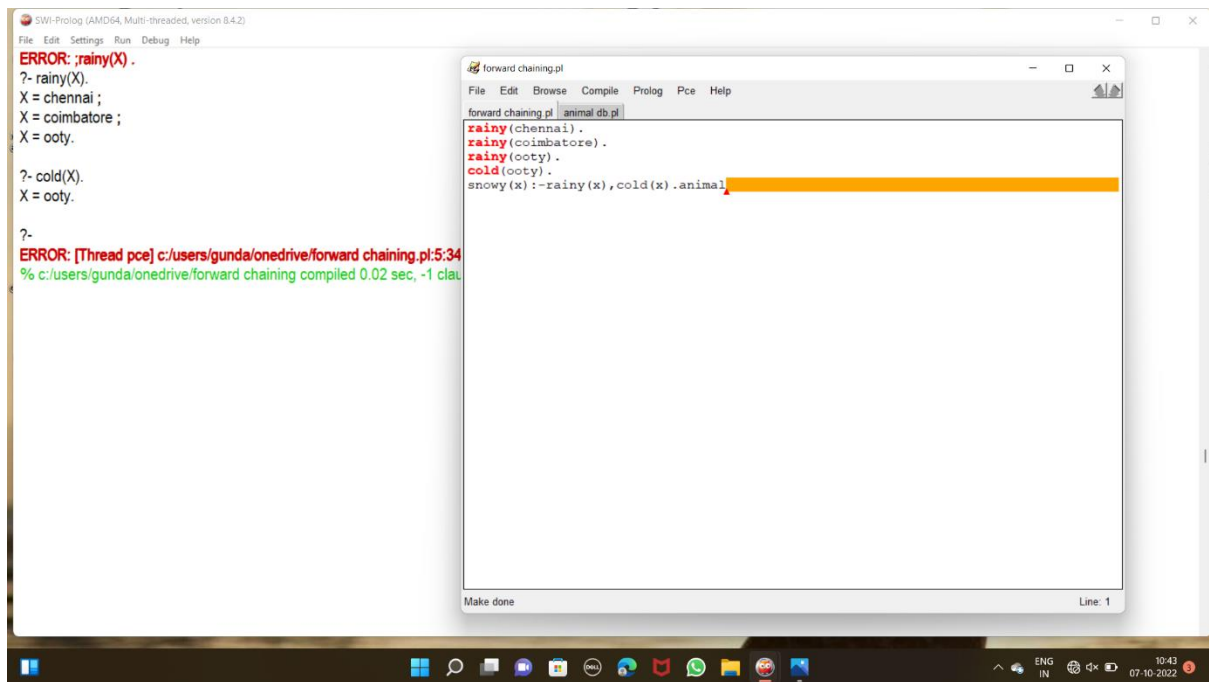 SWI-Prolog (AMD64, Multi-threaded, version 8.4.2)
File Edit Settings Run Debug Help
ERROR: ;rainy(X) .
?- rainy(X).
X = chennai ;
X = coimbatore ;
X = ooty.
?- cold(X).
X = ooty.
?-
ERROR: [Thread pce] c:/users/gunda/onedrive/forward chaining.pl:5:34
% c:/users/gunda/onedrive/forward chaining compiled 0.02 sec, -1 clau
forward chaining.pl
File Edit Browse Compile Prolog Pce Help
forward chaining.pl animal db.pl
rainy(chennai).
rainy(coimbatore).
rainy(ooty).
cold(ooty).
snowy(x):-rainy(x),cold(x).animal
Make done Line: 1
DELL
ENG
IN
10:43
07-10-2022
3